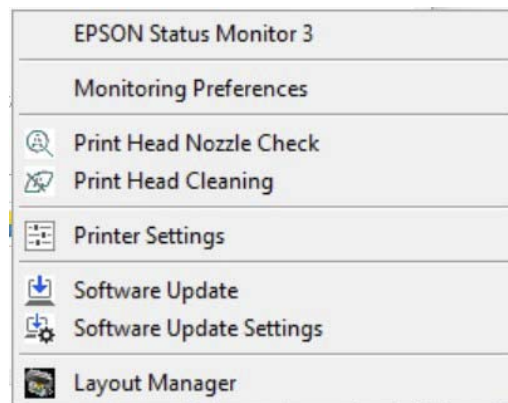 EPSON Status Monitor 3
Monitoring Preferences
Print Head Nozzle Check
Print Head Cleaning
Printer Settings
Software Update
Software Update Settings
Layout Manager